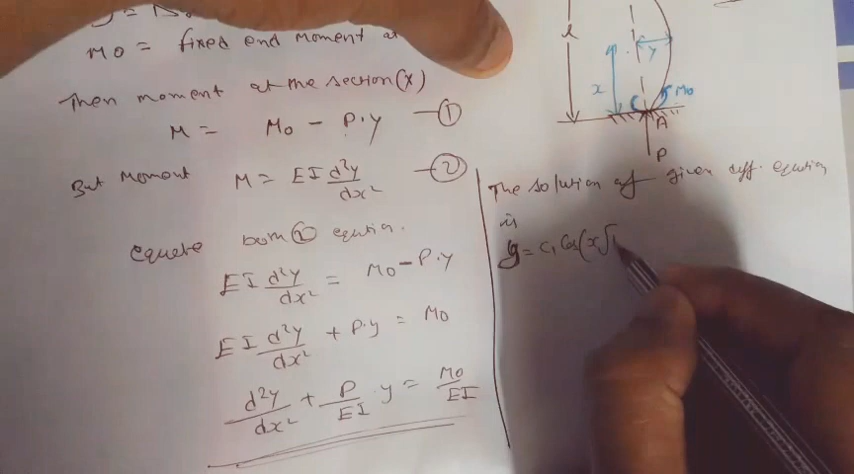 Mo = fixed end moment a
Then moment at the section(x)
M = Mo - P.y —①
But Moment M = EI d²y/dx² —②
Equate both ② equtin.
EI d²y/dx² = Mo - P.y
EI d²y/dx² + P.y = Mo
d²y/dx² + P/EI y = Mo/EI
l
y
x
Mo
A
P
The solution of given diff. equtin
is
y = C₁ Cos(x√